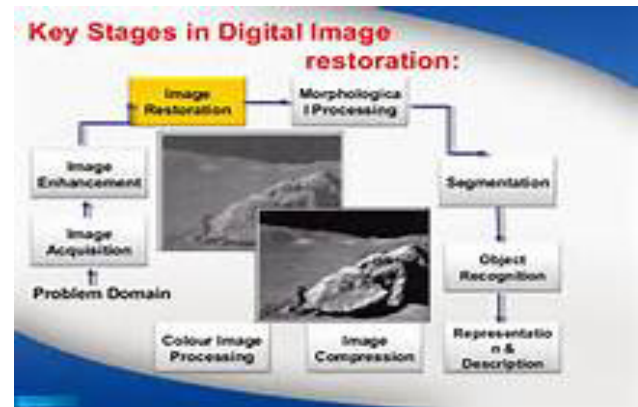 Key Stages in Digital Image
restoration:
Image
Restoration
Morphologica
l Processing
Image
Enhancement
Segmentation
Image
Acquisition
Object
Recognition
Problem Domain
Colour Image
Processing
Image
Compression
Representatio
n &
Description